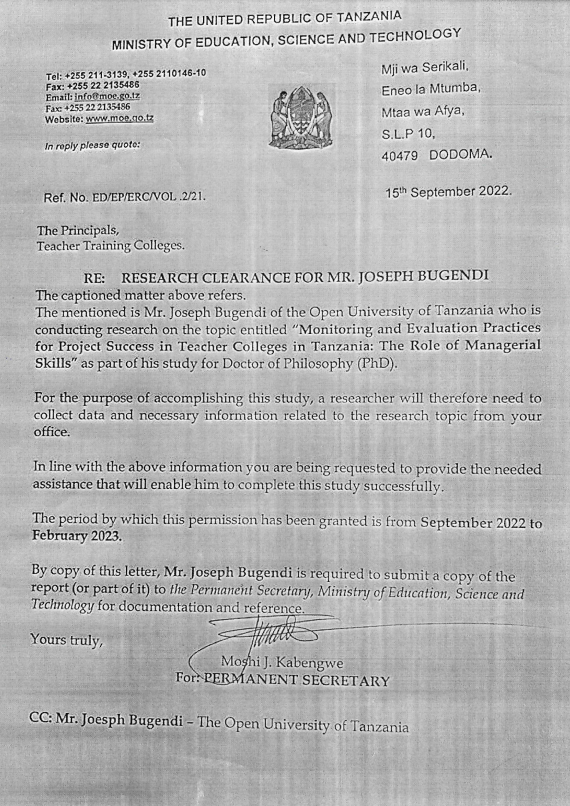 THE UNITED REPUBLIC OF TANZANIA
MINISTRY OF EDUCATION, SCIENCE AND TECHNOLOGY
Tel: +255 211-3139, +255 2110146-10
Fax: +255 22 2135486
Email: info@moe.go.tz
Fax: +255 22 2135486
Website: www.moe.go.tz
In reply please quote:
Mji wa Serikali,
Eneo la Mtumba,
Mtaa wa Afya,
S.L.P 10,
40479 DODOMA.
Ref. No. ED/EP/ERC/VOL .2/21.
15th September 2022.
The Principals,
Teacher Training Colleges.
RE: RESEARCH CLEARANCE FOR MR. JOSEPH BUGENDI
The captioned matter above refers.
The mentioned is Mr. Joseph Bugendi of the Open University of Tanzania who is
conducting research on the topic entitled "Monitoring and Evaluation Practices
for Project Success in Teacher Colleges in Tanzania: The Role of Managerial
Skills" as part of his study for Doctor of Philosophy (PhD).
For the purpose of accomplishing this study, a researcher will therefore need to
collect data and necessary information related to the research topic from your
office.
In line with the above information you are being requested to provide the needed
assistance that will enable him to complete this study successfully.
The period by which this permission has been granted is from September 2022 to
February 2023.
By copy of this letter, Mr. Joseph Bugendi is required to submit a copy of the
report (or part of it) to the Permanent Secretary, Ministry of Education, Science and
Technology for documentation and reference.
Yours truly,
Moshi J. Kabengwe
For: PERMANENT SECRETARY
CC: Mr. Joesph Bugendi – The Open University of Tanzania